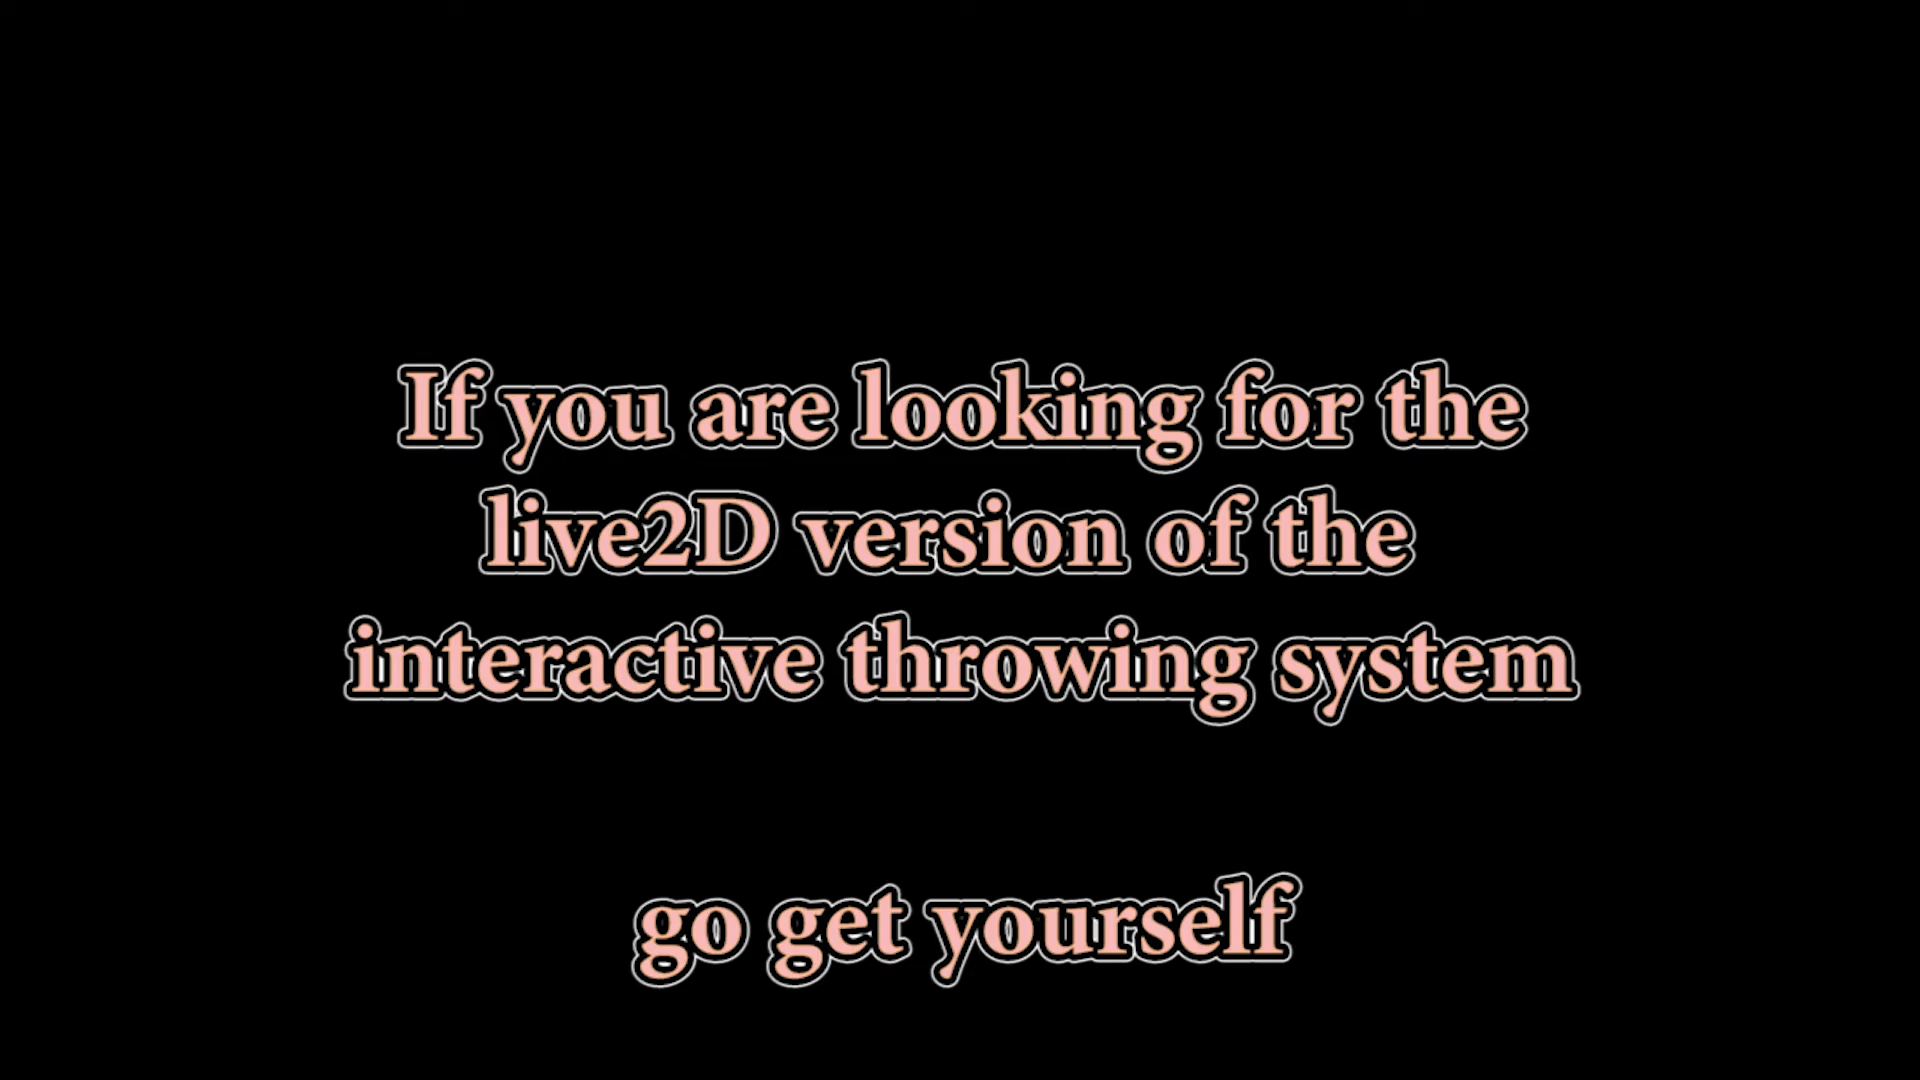 If you are looking for the
live2D version of the
interactive throwing system
go get yourself